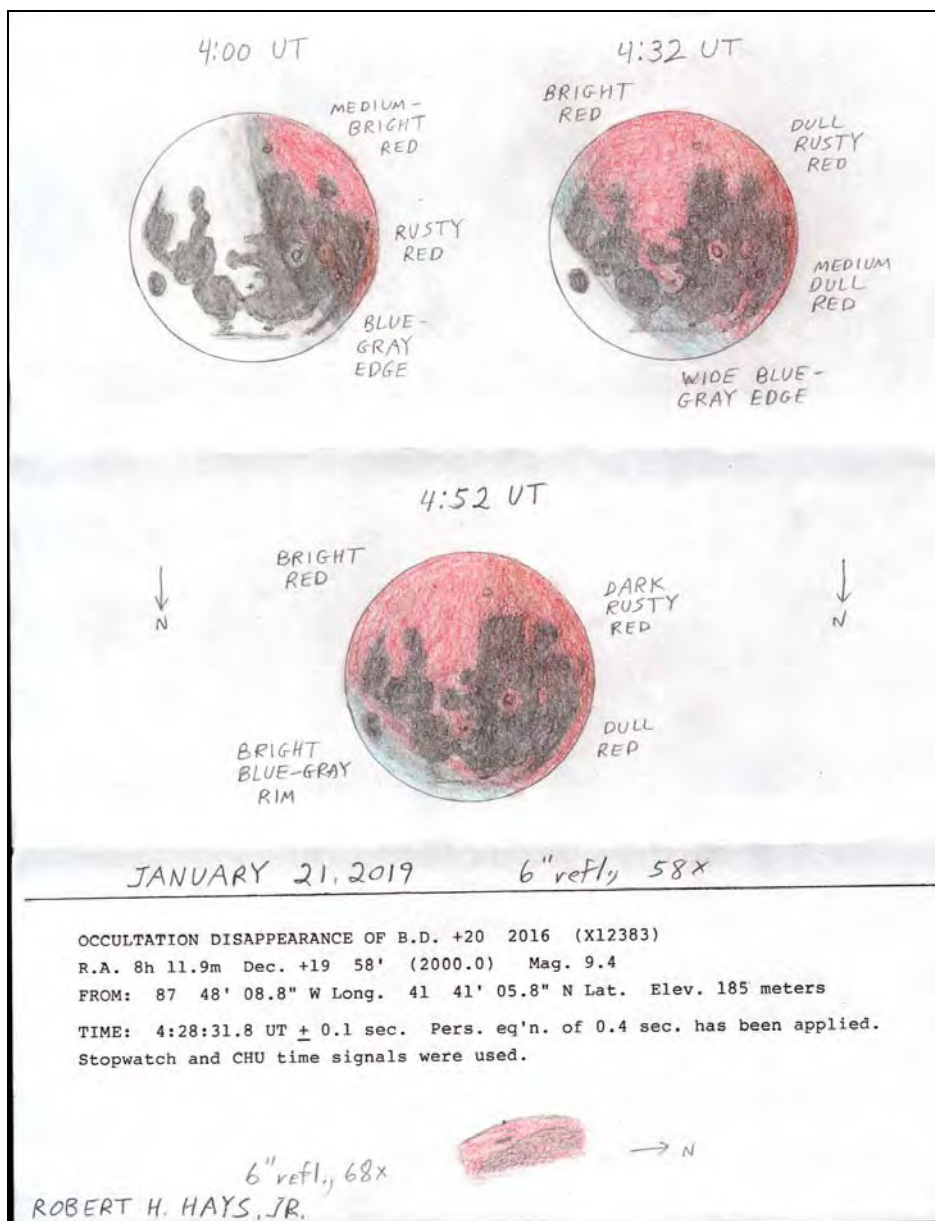 4:00 UT
MEDIUM-
BRIGHT
RED
RUSTY
RED
BLUE-
GRAY
EDGE
4:32 UT
BRIGHT
RED
DULL
RUSTY
RED
MEDIUM
DULL
RED
WIDE BLUE-
GRAY EDGE
4:52 UT
BRIGHT
RED
DARK
RUSTY
RED
N
N
BRIGHT
BLUE-GRAY
RIM
DULL
RED
JANUARY 21, 2019 6" refl., 58x
OCCULTATION DISAPPEARANCE OF B.D. +20 2016 (X12383)
R.A. 8h 11.9m Dec. +19 58' (2000.0) Mag. 9.4
FROM: 87 48' 08.8" W Long. 41 41' 05.8" N Lat. Elev. 185 meters
TIME: 4:28:31.8 UT ± 0.1 sec. Pers. eq'n. of 0.4 sec. has been applied.
Stopwatch and CHU time signals were used.
→ N
6" refl., 68x
ROBERT H. HAYS, JR.